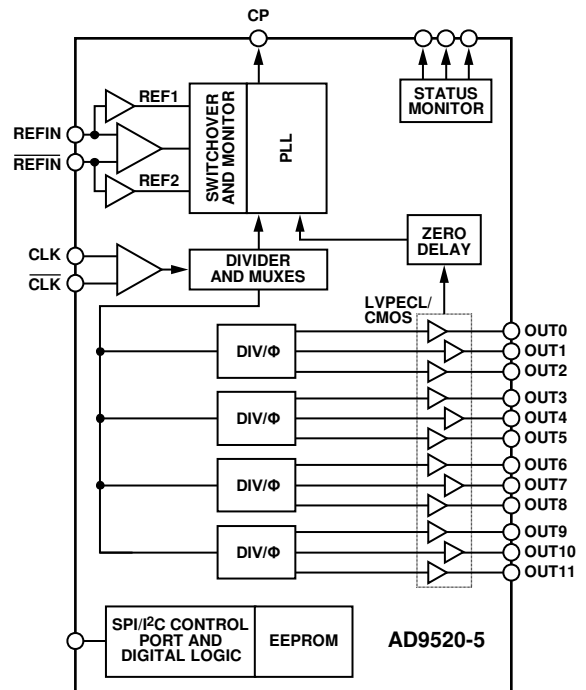 CP
REFIN
REFIN
REF1
REF2
SWITCHOVER
AND MONITOR
PLL
STATUS
MONITOR
CLK
CLK
DIVIDER
AND MUXES
ZERO
DELAY
LVPECL/
CMOS
DIV/Φ
OUT0
OUT1
OUT2
DIV/Φ
OUT3
OUT4
OUT5
DIV/Φ
OUT6
OUT7
OUT8
DIV/Φ
OUT9
OUT10
OUT11
SPI/I²C CONTROL
PORT AND
DIGITAL LOGIC
EEPROM
AD9520-5